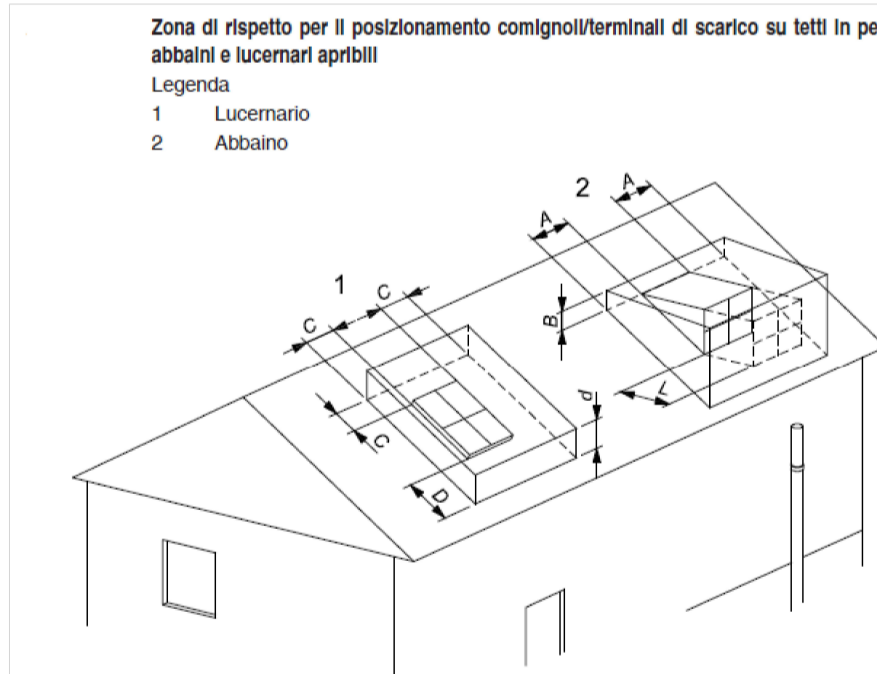 Zona di rispetto per il posizionamento comignoli/terminali di scarico su tetti in pe
abbaini e lucernari apribili
Legenda
1 Lucernario
2 Abbaino
2
A
A
1
C
C
B
d
L
C
D